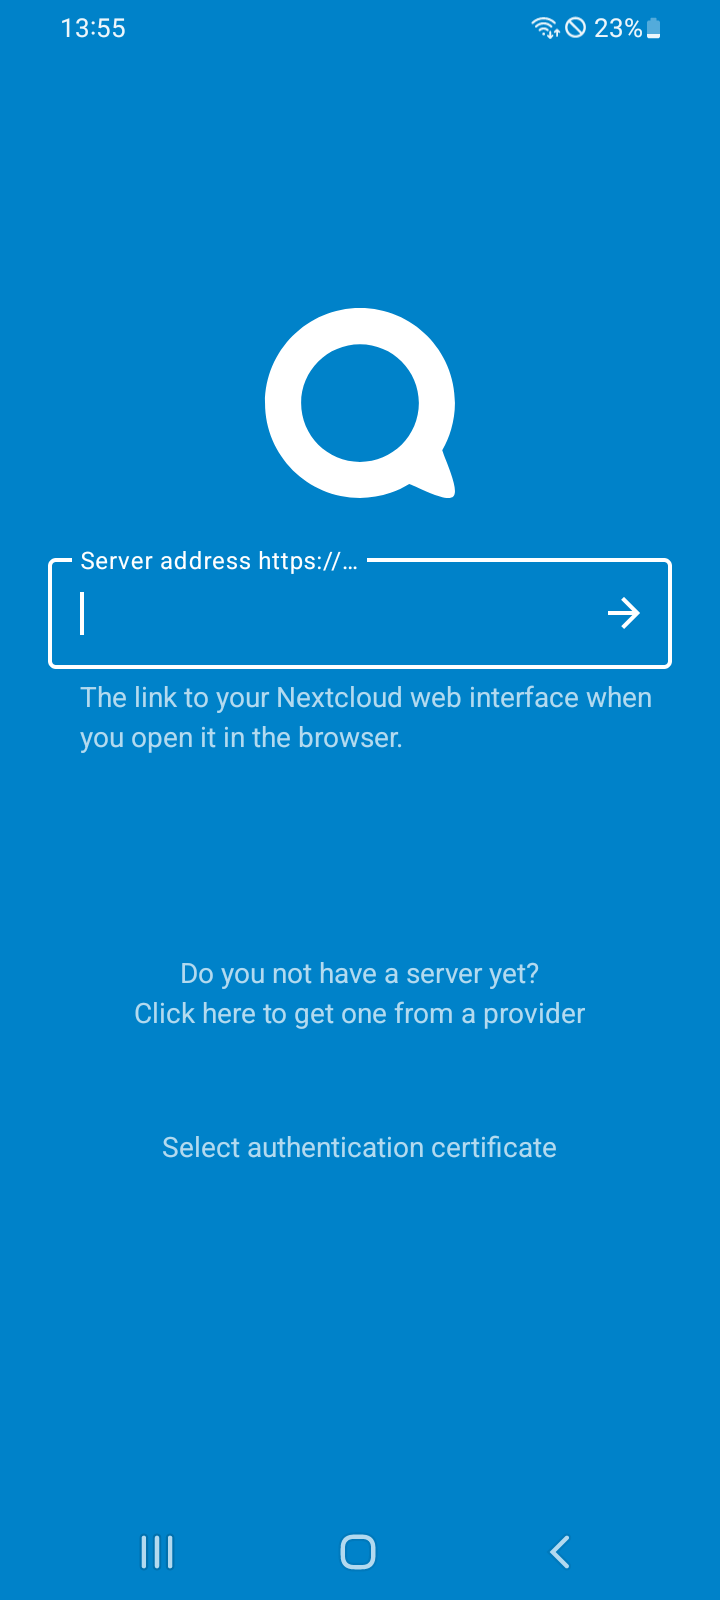 13:55
23%
Server address https://…
The link to your Nextcloud web interface when
you open it in the browser.
Do you not have a server yet?
Click here to get one from a provider
Select authentication certificate